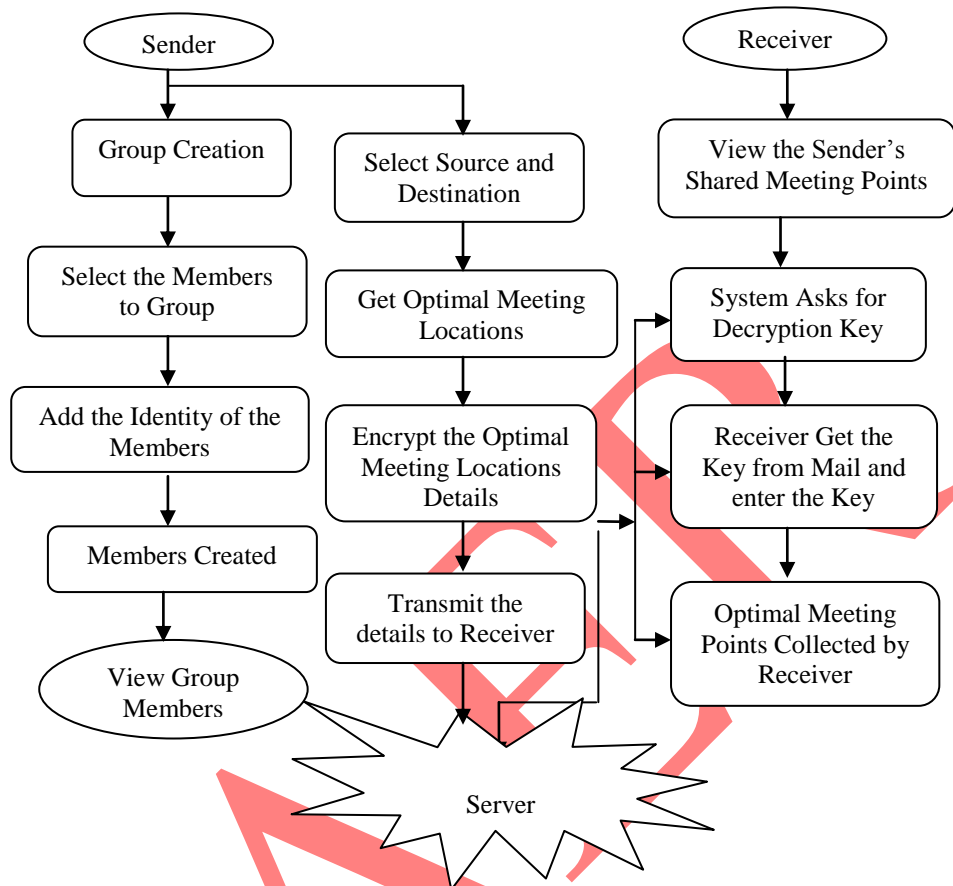 Sender
Group Creation
Select the Members
to Group
Add the Identity of the
Members
Members Created
View Group
Members
Select Source and
Destination
Get Optimal Meeting
Locations
Encrypt the Optimal
Meeting Locations
Details
Transmit the
details to Receiver
Server
Receiver
View the Sender’s
Shared Meeting Points
System Asks for
Decryption Key
Receiver Get the
Key from Mail and
enter the Key
Optimal Meeting
Points Collected by
Receiver